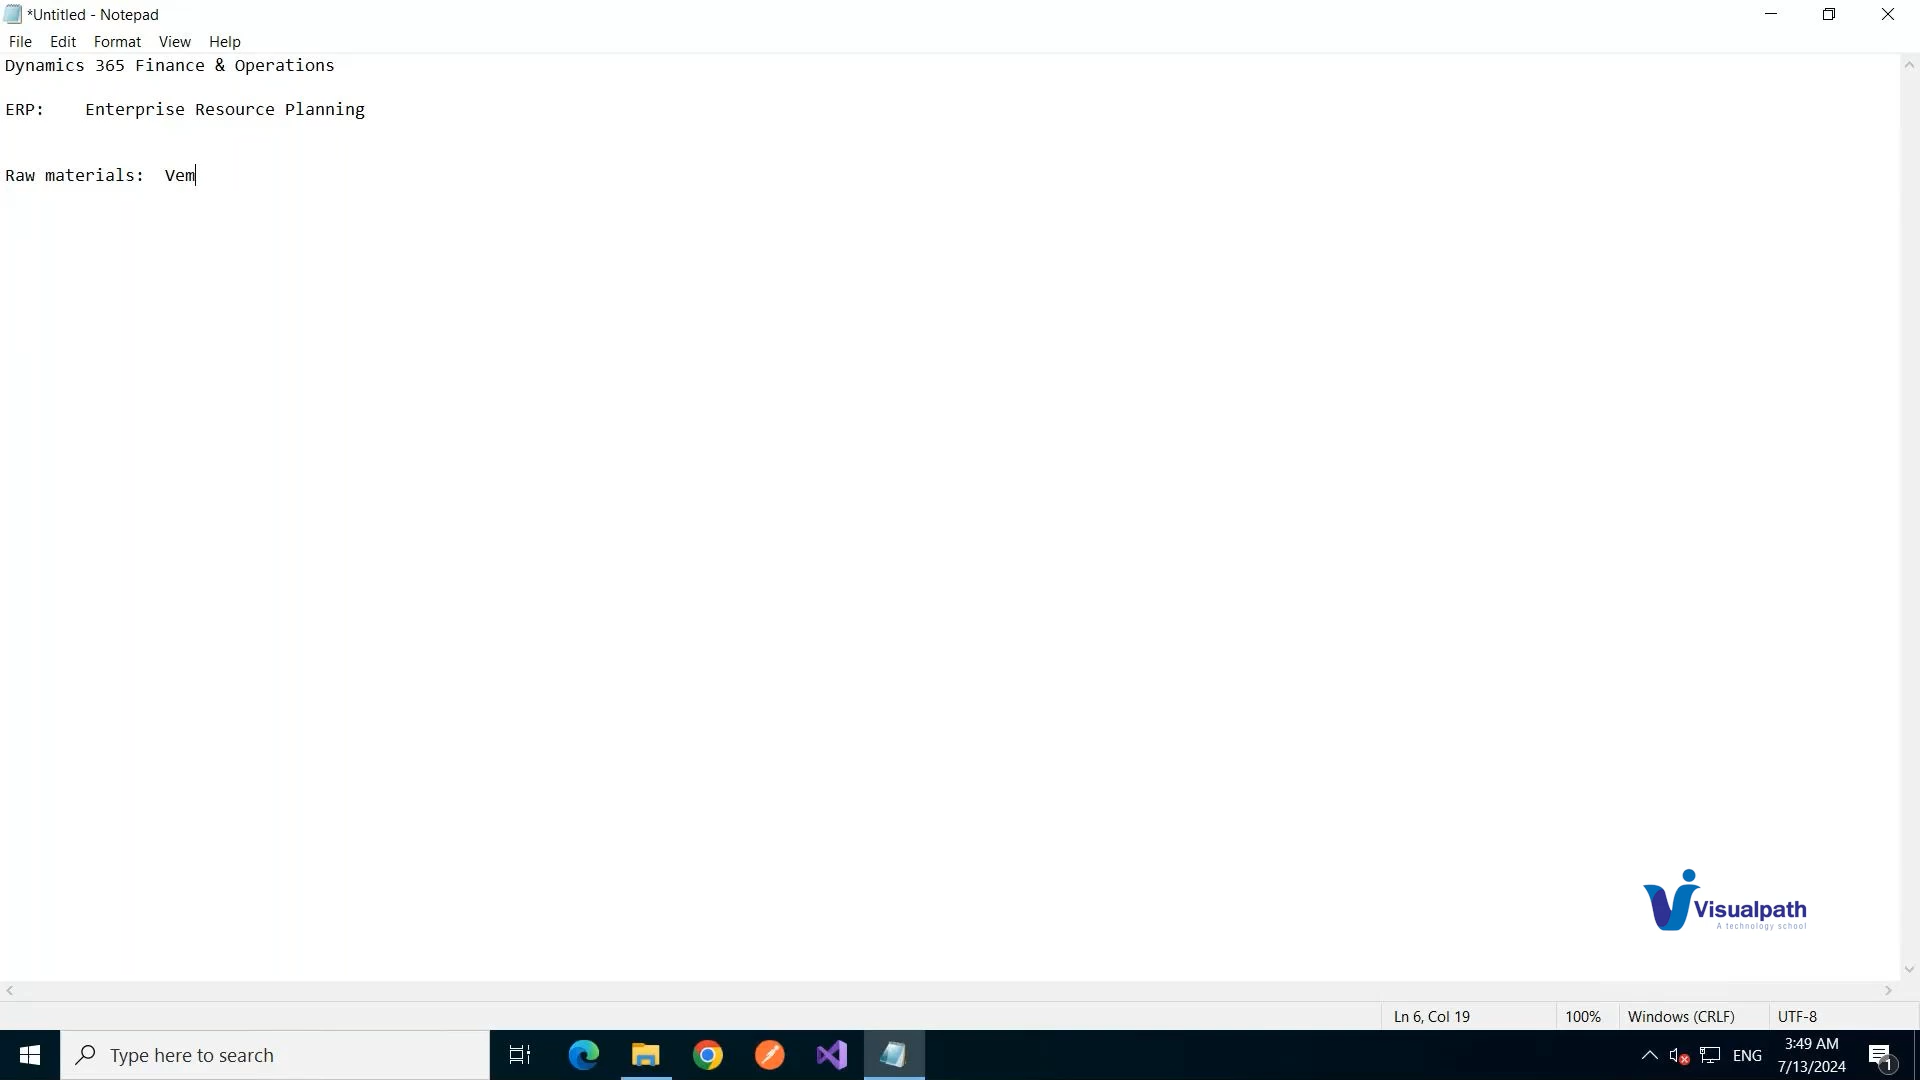 *Untitled - Notepad
File Edit Format View Help
Dynamics 365 Finance & Operations
ERP:    Enterprise Resource Planning
Raw materials:  Vem
Visualpath
A technology school
Ln 6, Col 19 100% Windows (CRLF) UTF-8
Type here to search
ENG
3:49 AM
7/13/2024
1